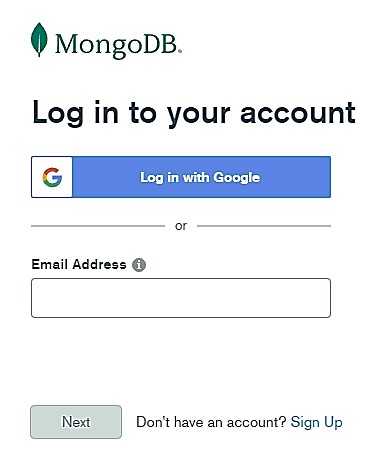 MongoDB.
Log in to your account
G Log in with Google
or
Email Address i
Next Don't have an account? Sign Up